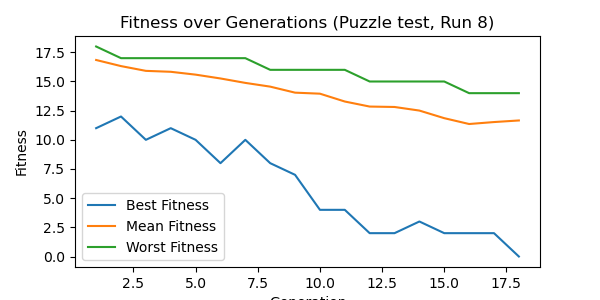 Fitness over Generations (Puzzle test, Run 8)
Fitness
17.5
15.0
12.5
10.0
7.5
5.0
2.5
0.0
Best Fitness
Mean Fitness
Worst Fitness
2.5 5.0 7.5 10.0 12.5 15.0 17.5
Generation